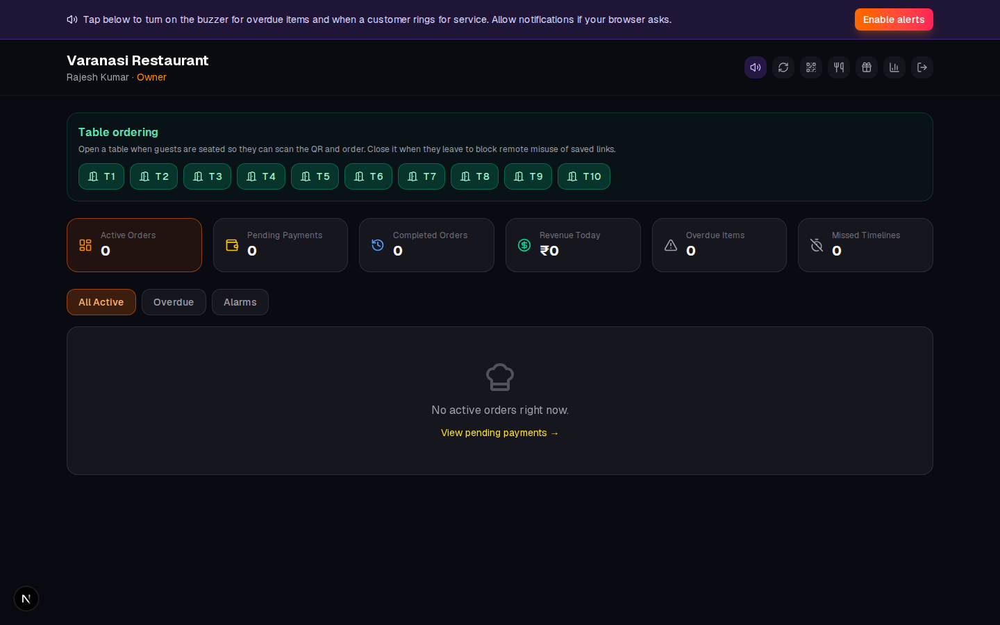 Tap below to turn on the buzzer for overdue items and when a customer rings for service. Allow notifications if your browser asks.
Enable alerts
Varanasi Restaurant
Rajesh Kumar · Owner
Table ordering
Open a table when guests are seated so they can scan the QR and order. Close it when they leave to block remote misuse of saved links.
T1 T2 T3 T4 T5 T6 T7 T8 T9 T10
Active Orders
0
Pending Payments
0
Completed Orders
0
Revenue Today
₹0
Overdue Items
0
Missed Timelines
0
All Active Overdue Alarms
No active orders right now.
View pending payments →
N